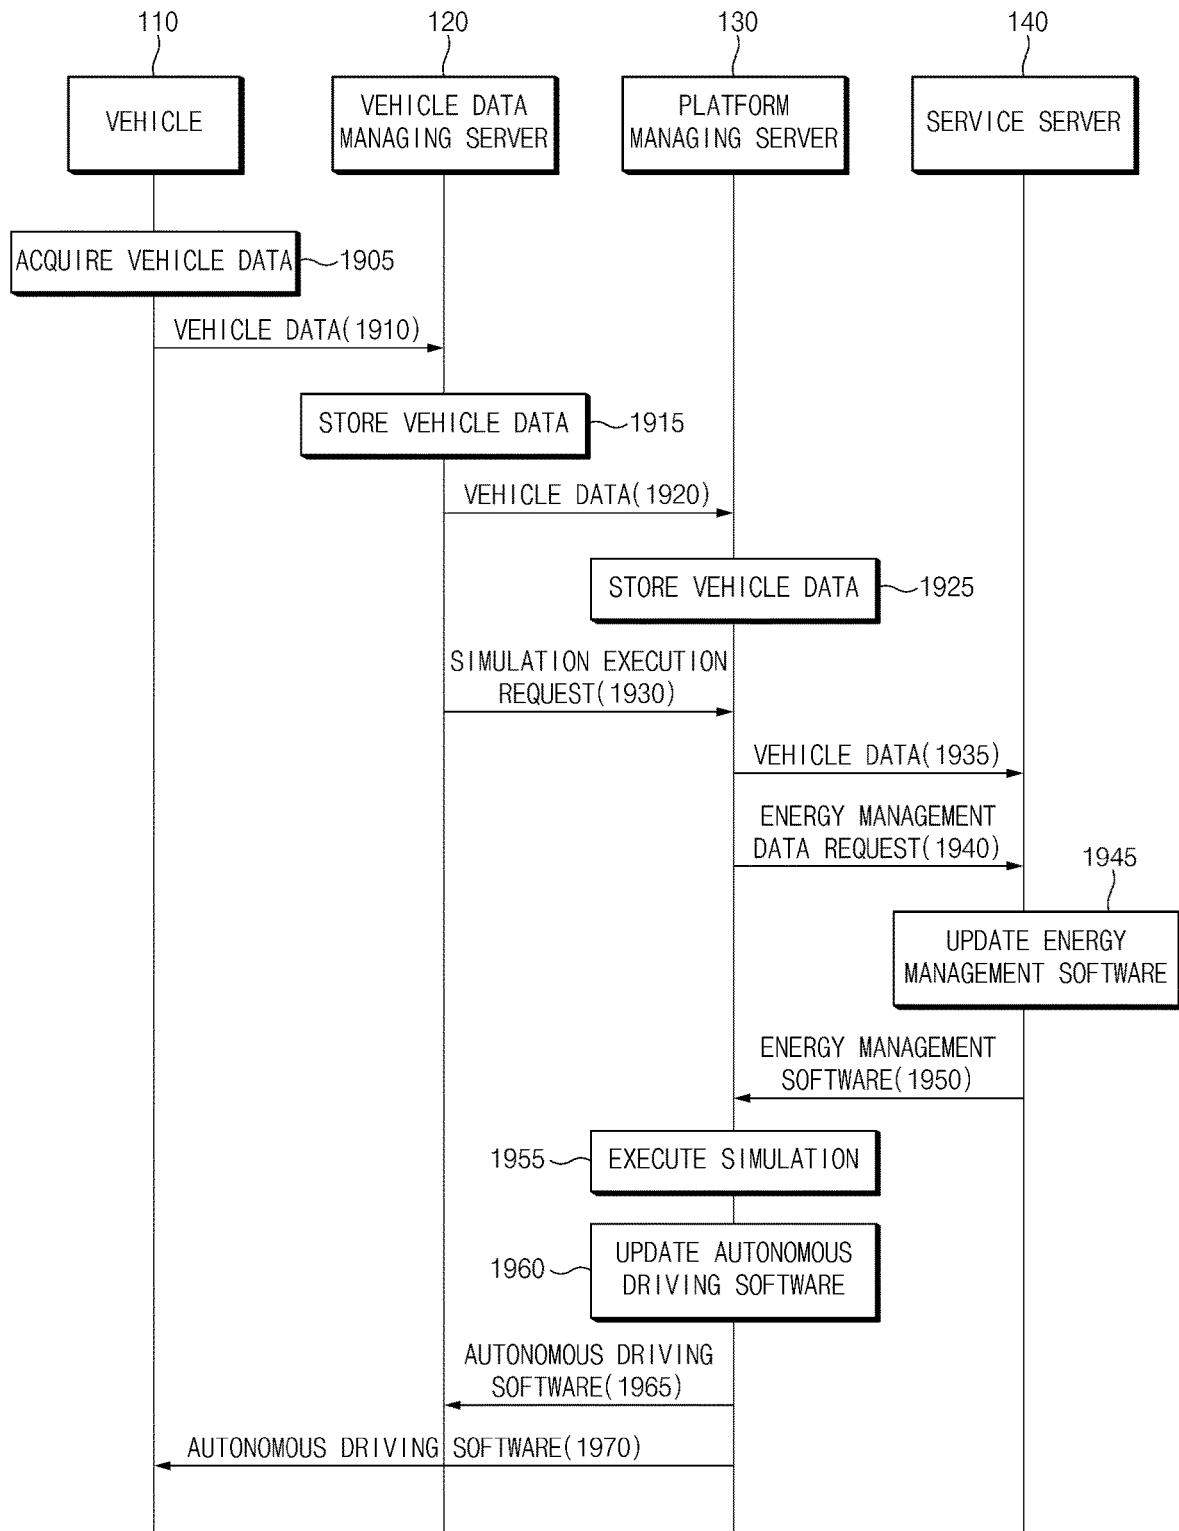 110
120
130
140
VEHICLE
VEHICLE DATA
MANAGING SERVER
PLATFORM
MANAGING SERVER
SERVICE SERVER
ACQUIRE VEHICLE DATA
1905
VEHICLE DATA(1910)
STORE VEHICLE DATA
1915
VEHICLE DATA(1920)
STORE VEHICLE DATA
1925
SIMULATION EXECUTION
REQUEST(1930)
VEHICLE DATA(1935)
ENERGY MANAGEMENT
DATA REQUEST(1940)
1945
UPDATE ENERGY
MANAGEMENT SOFTWARE
ENERGY MANAGEMENT
SOFTWARE(1950)
1955
EXECUTE SIMULATION
1960
UPDATE AUTONOMOUS
DRIVING SOFTWARE
AUTONOMOUS DRIVING
SOFTWARE(1965)
AUTONOMOUS DRIVING SOFTWARE(1970)